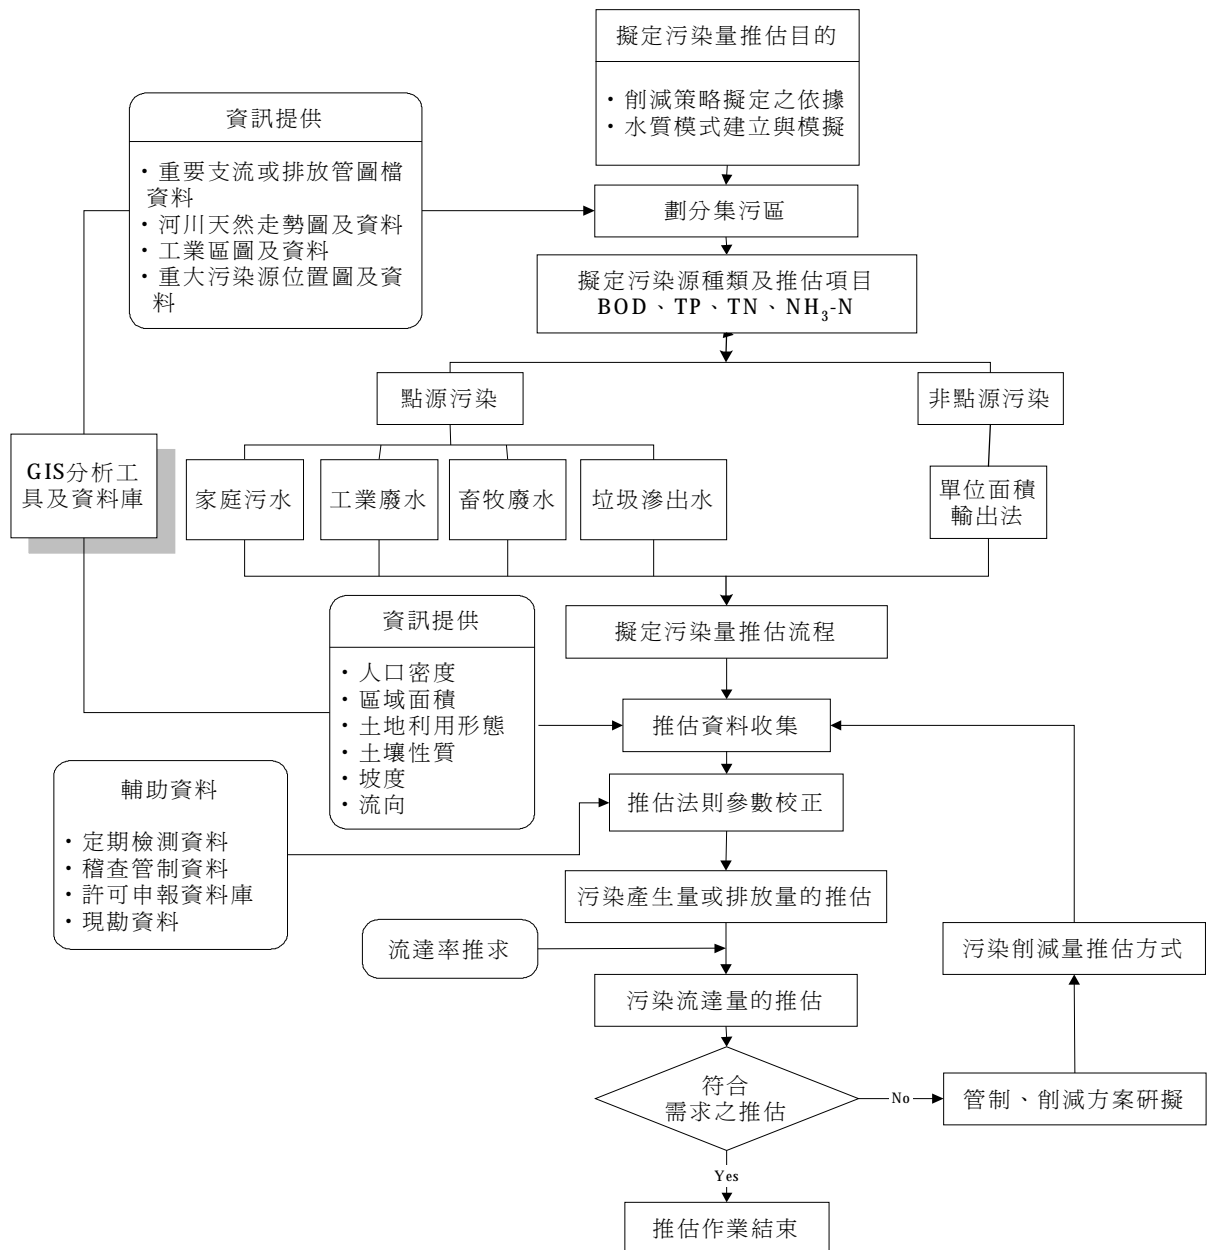 擬定污染量推估目的
・削減策略擬定之依據
・水質模式建立與模擬
資訊提供
・重要支流或排放管圖檔
資料
・河川天然走勢圖及資料
・工業區圖及資料
・重大污染源位置圖及資
料
劃分集污區
擬定污染源種類及推估項目
BOD、TP、TN、NH₃-N
點源污染
非點源污染
GIS分析工
具及資料庫
家庭污水
工業廢水
畜牧廢水
垃圾滲出水
單位面積
輸出法
擬定污染量推估流程
資訊提供
・人口密度
・區域面積
・土地利用形態
・土壤性質
・坡度
・流向
推估資料收集
輔助資料
・定期檢測資料
・稽查管制資料
・許可申報資料庫
・現勘資料
推估法則參數校正
污染產生量或排放量的推估
流達率推求
污染削減量推估方式
污染流達量的推估
符合
需求之推估
No
管制、削減方案研擬
Yes
推估作業結束